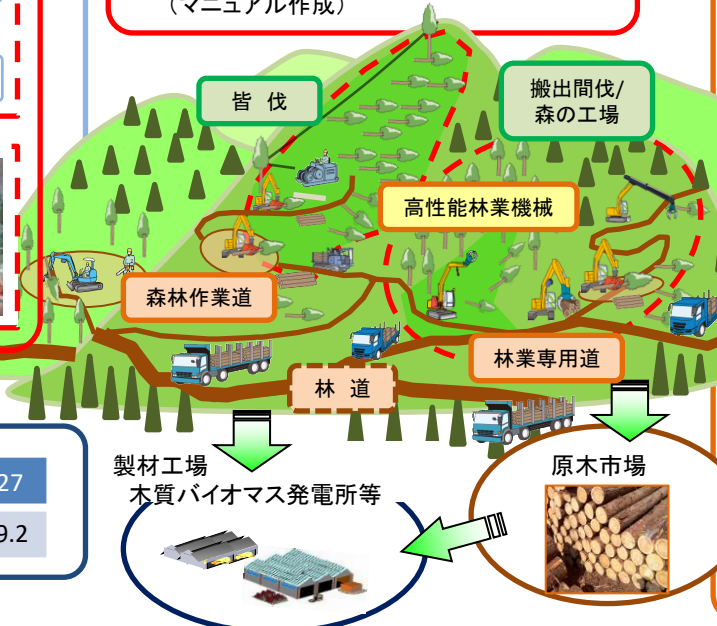 （マニュアル作成）
皆 伐
搬出間伐/
森の工場
高性能林業機械
森林作業道
林業専用道
林 道
27
9.2
製材工場
木質バイオマス発電所等
原木市場